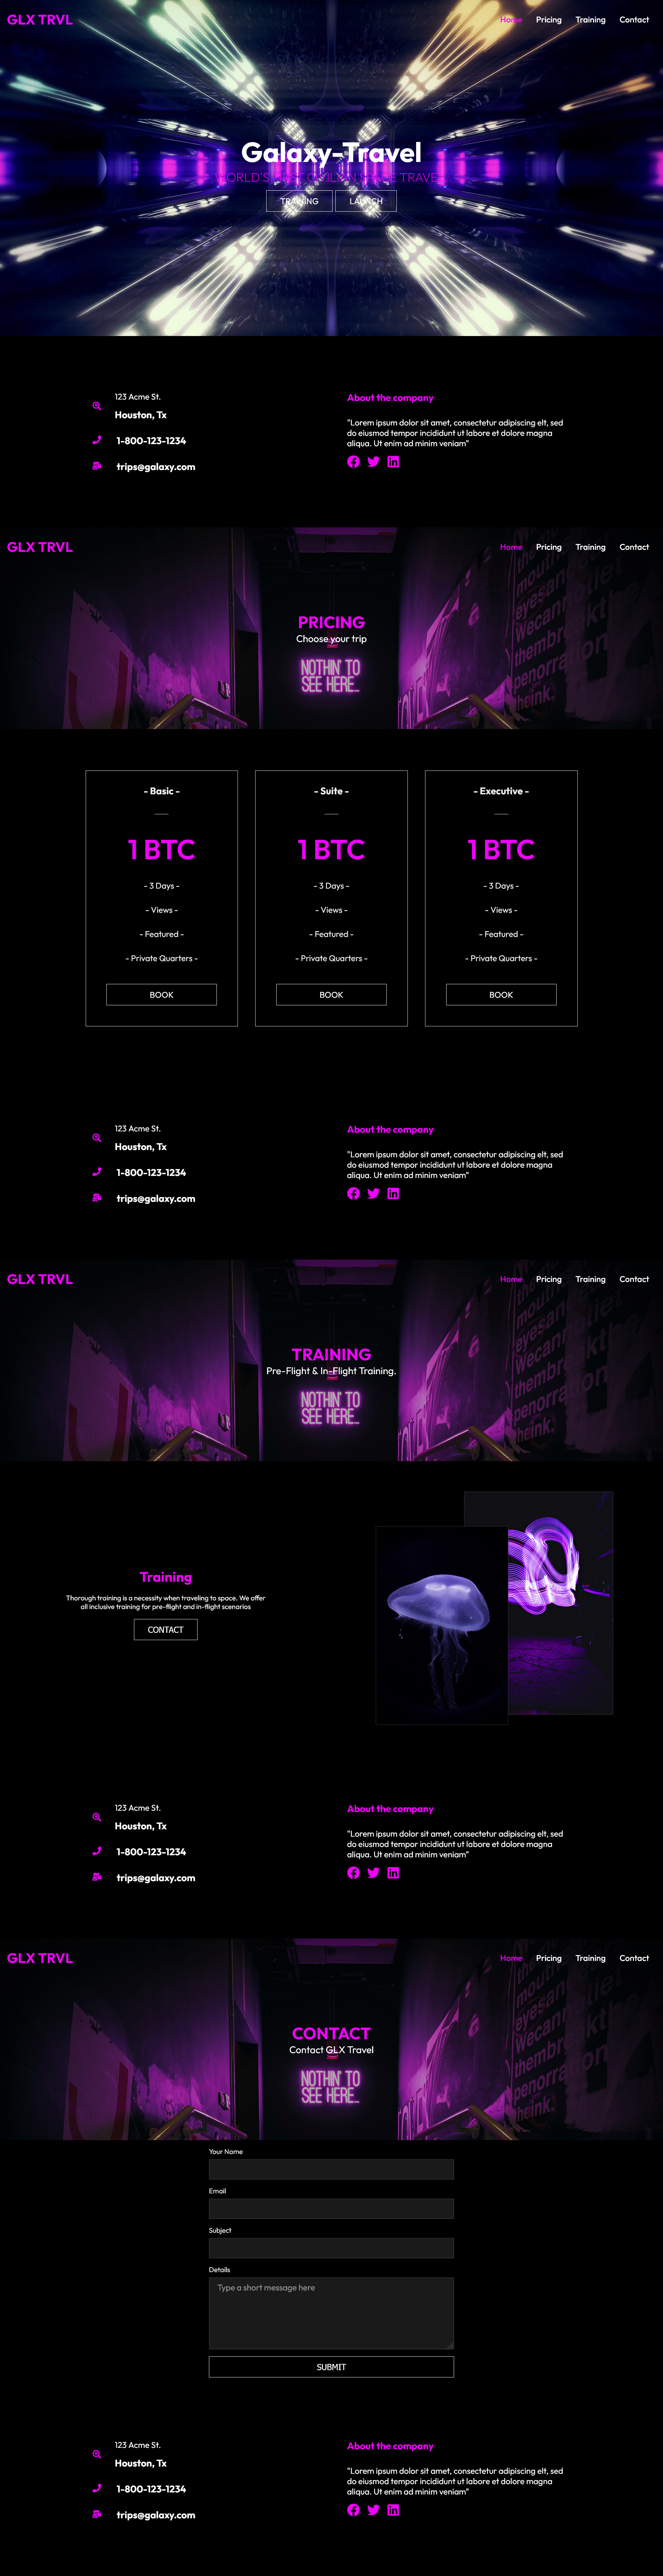 GLX TRVL
Home Pricing Training Contact
Galaxy-Travel
WORLD'S FIRST CIVILIAN SPACE TRAVEL
TRAINING LAUNCH
123 Acme St.
Houston, Tx
1-800-123-1234
trips@galaxy.com
About the company
"Lorem ipsum dolor sit amet, consectetur adipiscing elt, sed
do eiusmod tempor incididunt ut labore et dolore magna
aliqua. Ut enim ad minim veniam"
GLX TRVL
Home Pricing Training Contact
PRICING
Choose your trip
NOTHIN' TO
SEE HERE...
- Basic -
1 BTC
- 3 Days -
- Views -
- Featured -
- Private Quarters -
BOOK
- Suite -
1 BTC
- 3 Days -
- Views -
- Featured -
- Private Quarters -
BOOK
- Executive -
1 BTC
- 3 Days -
- Views -
- Featured -
- Private Quarters -
BOOK
123 Acme St.
Houston, Tx
1-800-123-1234
trips@galaxy.com
About the company
"Lorem ipsum dolor sit amet, consectetur adipiscing elt, sed
do eiusmod tempor incididunt ut labore et dolore magna
aliqua. Ut enim ad minim veniam"
GLX TRVL
Home Pricing Training Contact
TRAINING
Pre-Flight & In-Flight Training.
NOTHIN' TO
SEE HERE...
Training
Thorough training is a necessity when traveling to space. We offer
all inclusive training for pre-flight and in-flight scenarios
CONTACT
123 Acme St.
Houston, Tx
1-800-123-1234
trips@galaxy.com
About the company
"Lorem ipsum dolor sit amet, consectetur adipiscing elt, sed
do eiusmod tempor incididunt ut labore et dolore magna
aliqua. Ut enim ad minim veniam"
GLX TRVL
Home Pricing Training Contact
CONTACT
Contact GLX Travel
NOTHIN' TO
SEE HERE...
Your Name
Email
Subject
Details
Type a short message here
SUBMIT
123 Acme St.
Houston, Tx
1-800-123-1234
trips@galaxy.com
About the company
"Lorem ipsum dolor sit amet, consectetur adipiscing elt, sed
do eiusmod tempor incididunt ut labore et dolore magna
aliqua. Ut enim ad minim veniam"